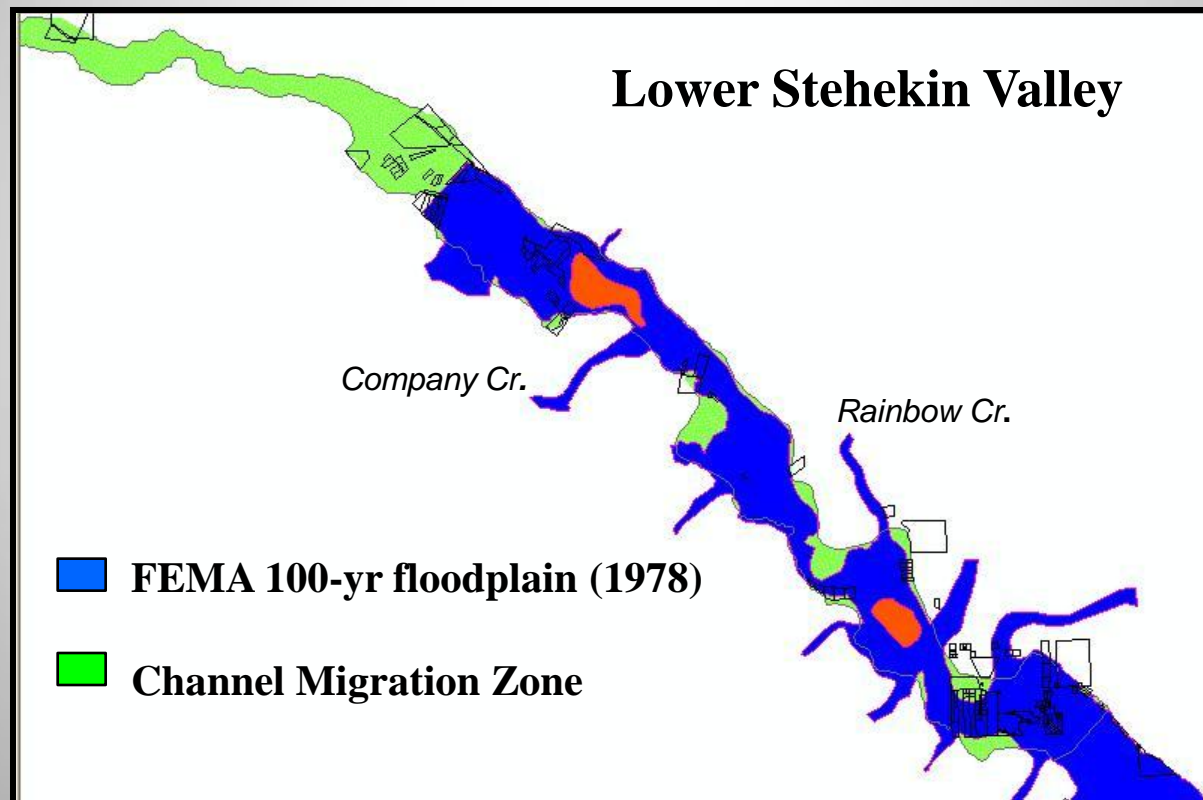 Lower Stehekin Valley
Company Cr.
Rainbow Cr.
FEMA 100-yr floodplain (1978)
Channel Migration Zone